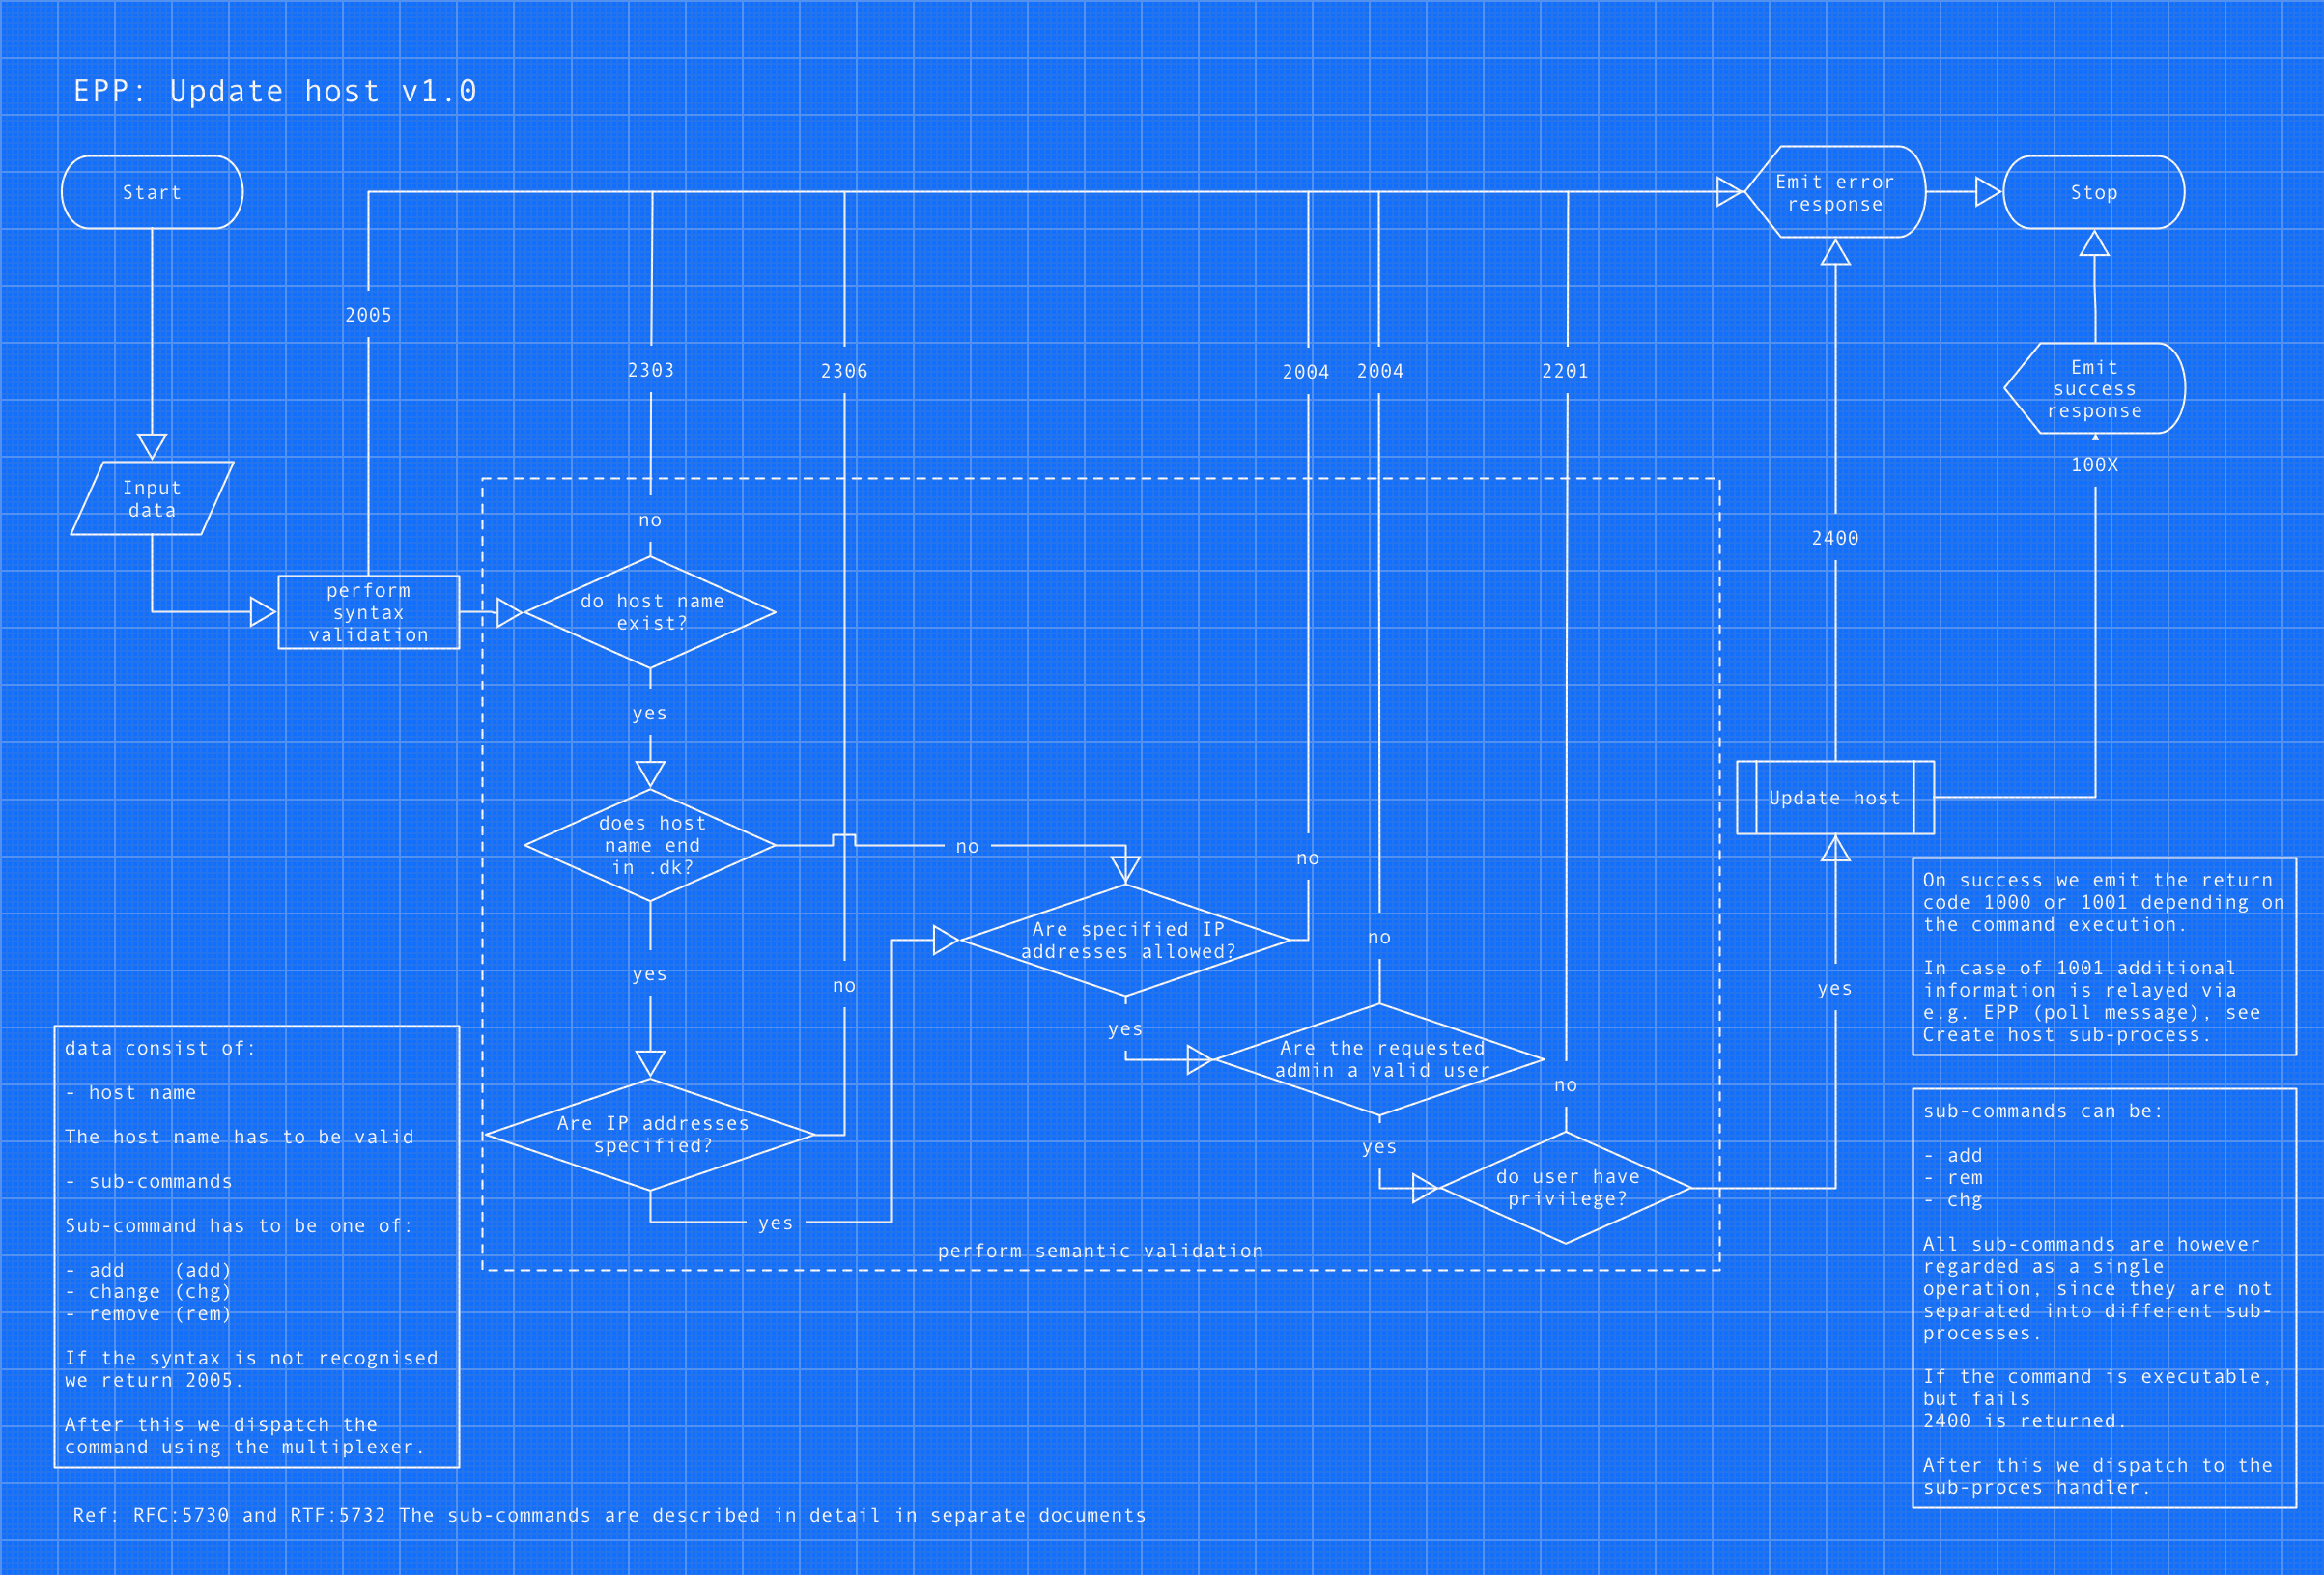 EPP: Update host v1.0
Start
Emit error
response
Stop
2005
2303
2306
2004
2004
2201
Emit
success
response
100X
Input
data
no
2400
perform
syntax
validation
do host name
exist?
yes
Update host
does host
name end
in .dk?
no
no
Are specified IP
addresses allowed?
no
yes
no
yes
yes
Are the requested
admin a valid user
no
Are IP addresses
specified?
yes
do user have
privilege?
yes
perform semantic validation
data consist of:
- host name
The host name has to be valid
- sub-commands
Sub-command has to be one of:
- add    (add)
- change (chg)
- remove (rem)
If the syntax is not recognised
we return 2005.
After this we dispatch the
command using the multiplexer.
On success we emit the return
code 1000 or 1001 depending on
the command execution.
In case of 1001 additional
information is relayed via
e.g. EPP (poll message), see
Create host sub-process.
sub-commands can be:
- add
- rem
- chg
All sub-commands are however
regarded as a single
operation, since they are not
separated into different sub-
processes.
If the command is executable,
but fails
2400 is returned.
After this we dispatch to the
sub-proces handler.
Ref: RFC:5730 and RTF:5732 The sub-commands are described in detail in separate documents